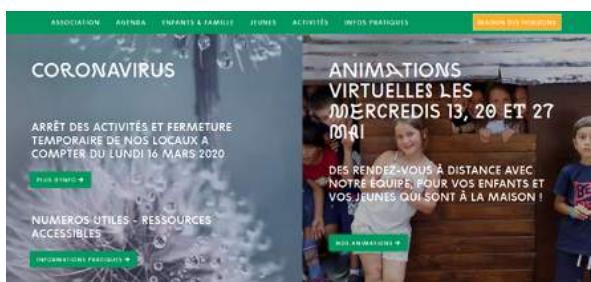 ASSOCIATION AGENDA ENFANTS & FAMILLE JEUNES ACTIVITÉS INFOS PRATIQUES MAISON DES HORIZONS
CORONAVIRUS
ARRÊT DES ACTIVITÉS ET FERMETURE
TEMPORAIRE DE NOS LOCAUX A
COMPTER DU LUNDI 16 MARS 2020
PLUS D'INFO →
NUMEROS UTILES - RESSOURCES
ACCESSIBLES
INFORMATIONS PRATIQUES →
ANIMATIONS
VIRTUELLES LES
MERCREDIS 13, 20 ET 27
MAI
DES RENDEZ-VOUS À DISTANCE AVEC
NOTRE ÉQUIPE, POUR VOS ENFANTS ET
VOS JEUNES QUI SONT À LA MAISON !
NOS ANIMATIONS →